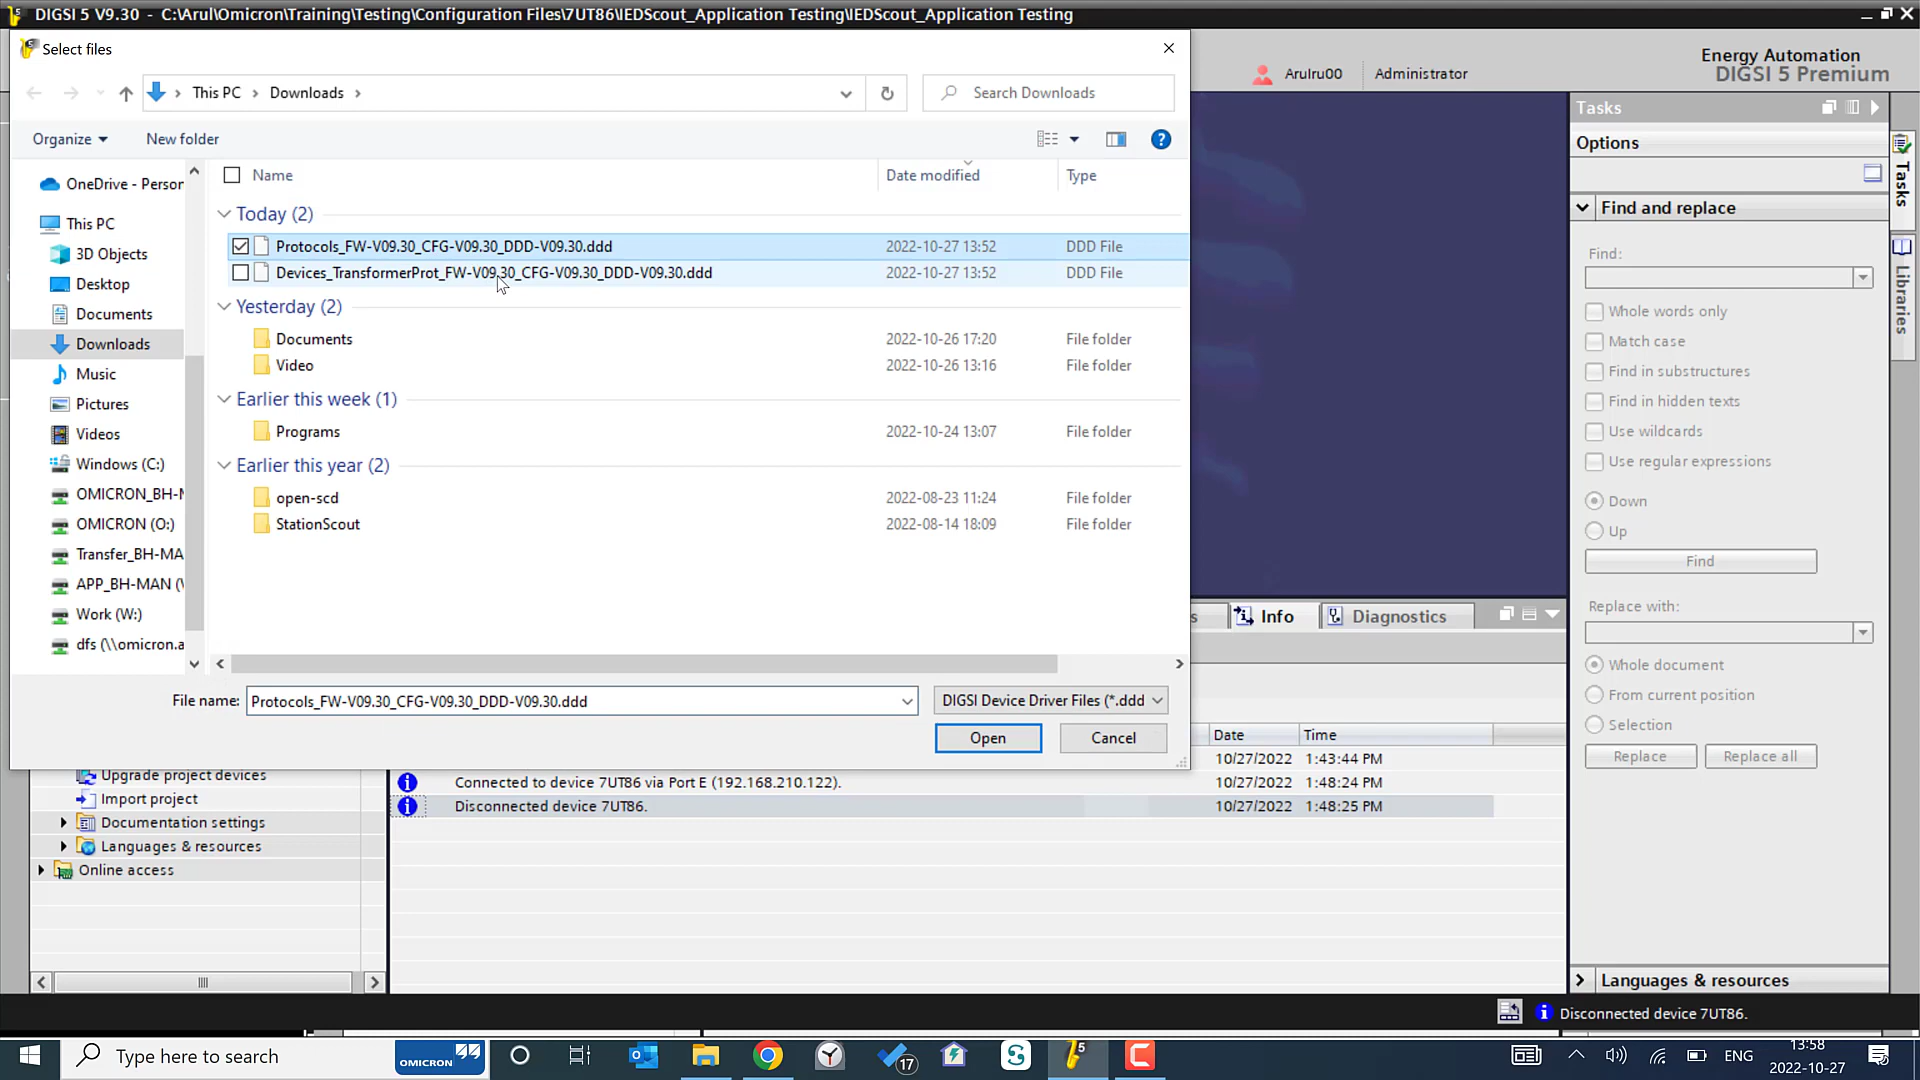 DIGSI 5 V9.30 - C:\Arul\Omicron\Training\Testing\Configuration Files\7UT86\IEDScout_Application Testing\IEDScout_Application Testing
Select files
This PC > Downloads >
Search Downloads
Organize
New folder
Name
Date modified
Type
Today (2)
Protocols_FW-V09.30_CFG-V09.30_DDD-V09.30.ddd 2022-10-27 13:52 DDD File
Devices_TransformerProt_FW-V09.30_CFG-V09.30_DDD-V09.30.ddd 2022-10-27 13:52 DDD File
Yesterday (2)
Documents 2022-10-26 17:20 File folder
Video 2022-10-26 13:16 File folder
Earlier this week (1)
Programs 2022-10-24 13:07 File folder
Earlier this year (2)
open-scd 2022-08-23 11:24 File folder
StationScout 2022-08-14 18:09 File folder
OneDrive - Person
This PC
3D Objects
Desktop
Documents
Downloads
Music
Pictures
Videos
Windows (C:)
OMICRON_BH-M
OMICRON (O:)
Transfer_BH-MA
APP_BH-MAN (
Work (W:)
dfs (\\omicron.a
File name: Protocols_FW-V09.30_CFG-V09.30_DDD-V09.30.ddd
DIGSI Device Driver Files (*.ddd
Open
Cancel
ArulRu00
Administrator
Energy Automation
DIGSI 5 Premium
Tasks
Options
Find and replace
Find:
Whole words only
Match case
Find in substructures
Find in hidden texts
Use wildcards
Use regular expressions
Down
Up
Find
Replace with:
Whole document
From current position
Selection
Replace
Replace all
Languages & resources
Tasks
Libraries
s
Info
Diagnostics
Date
Time
10/27/2022 1:43:44 PM
Connected to device 7UT86 via Port E (192.168.210.122). 10/27/2022 1:48:24 PM
Disconnected device 7UT86. 10/27/2022 1:48:25 PM
Upgrade project devices
Import project
Documentation settings
Languages & resources
Online access
Disconnected device 7UT86.
Type here to search
OMICRON
17
5
ENG
13:58
2022-10-27